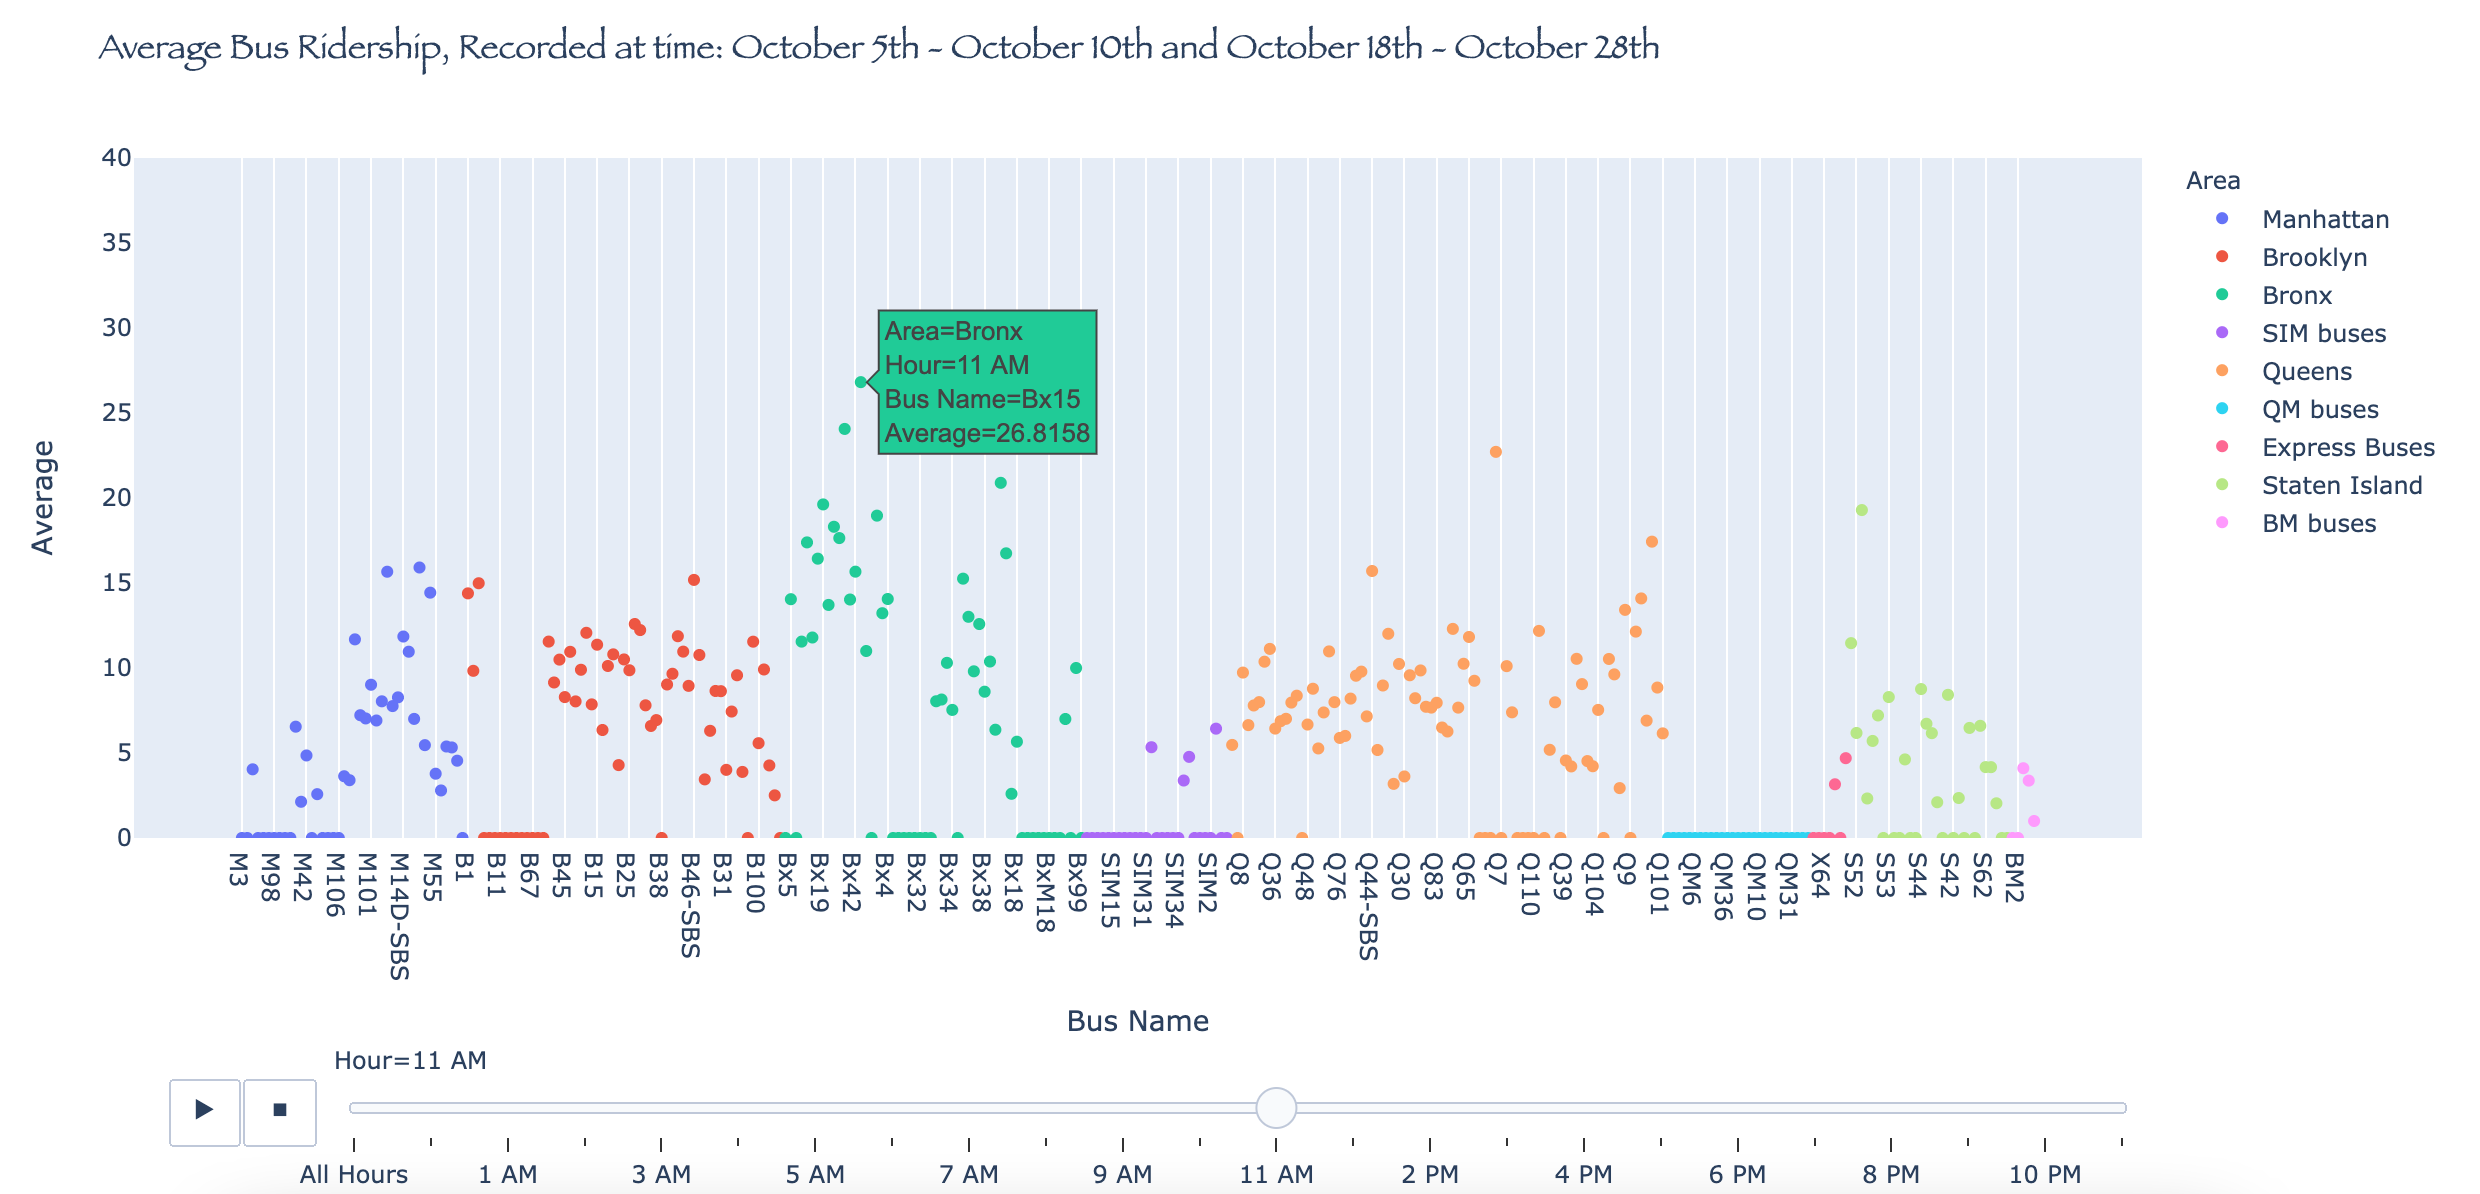 Average Bus Ridership, Recorded at time: October 5th - October 10th and October 18th - October 28th
40
35
30
25
20
15
10
5
0
Average
Area=Bronx
Hour=11 AM
Bus Name=Bx15
Average=26.8158
Area
Manhattan
Brooklyn
Bronx
SIM buses
Queens
QM buses
Express Buses
Staten Island
BM buses
M3
M98
M42
M106
M101
M14D-SBS
M55
B1
B11
B67
B45
B15
B25
B38
B46-SBS
B31
B100
Bx5
Bx19
Bx42
Bx4
Bx32
Bx34
Bx38
Bx18
BxM18
Bx99
SIM15
SIM31
SIM34
SIM2
Q8
Q36
Q48
Q76
Q44-SBS
Q30
Q83
Q65
Q7
Q110
Q39
Q104
Q9
Q101
QM6
QM36
QM10
QM31
X64
S52
S53
S44
S42
S62
BM2
Bus Name
Hour=11 AM
All Hours
1 AM
3 AM
5 AM
7 AM
9 AM
11 AM
2 PM
4 PM
6 PM
8 PM
10 PM